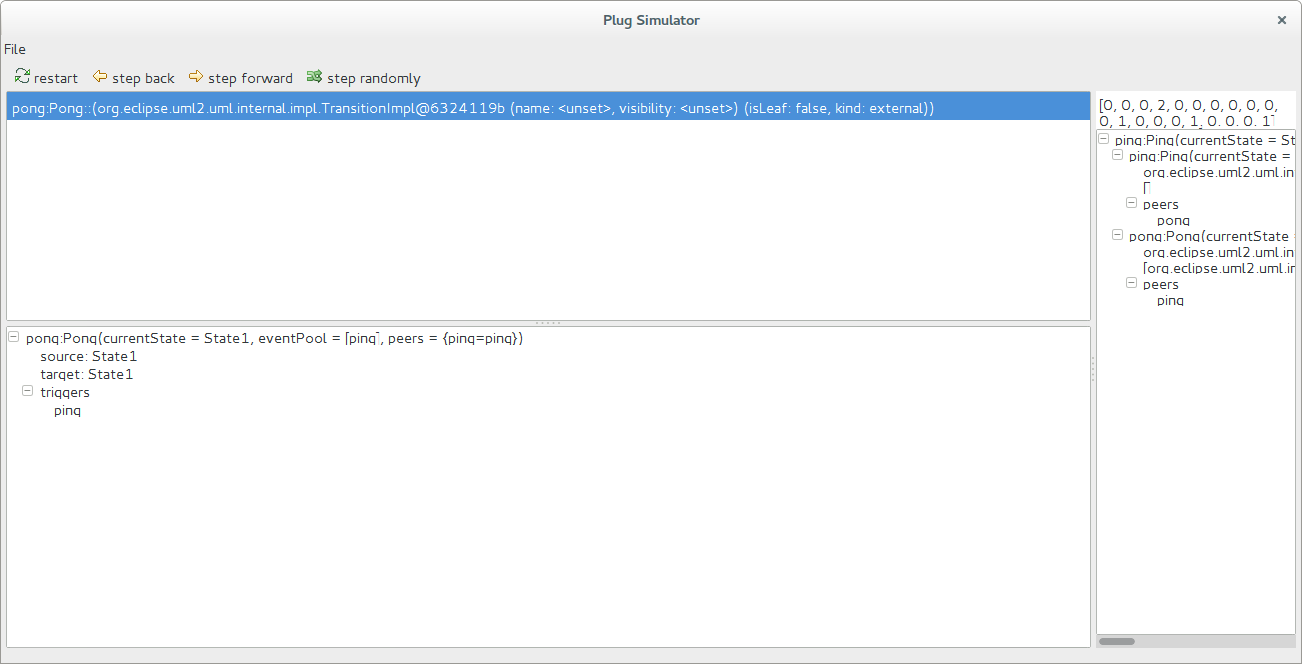 Plug Simulator
File
restart step back step forward step randomly
pong:Pong::(org.eclipse.uml2.uml.internal.impl.TransitionImpl@6324119b (name: <unset>, visibility: <unset>) (isLeaf: false, kind: external))
pong:Pong(currentState = State1, eventPool = [ping], peers = {ping=ping})
source: State1
target: State1
triggers
ping
[0, 0, 0, 2, 0, 0, 0, 0, 0, 0,
0, 1, 0, 0, 0, 1, 0, 0, 0, 1]
ping:Ping(currentState = St
ping:Ping(currentState =
org.eclipse.uml2.uml.in
[]
peers
pong
pong:Pong(currentState =
org.eclipse.uml2.uml.in
[org.eclipse.uml2.uml.ir
peers
ping